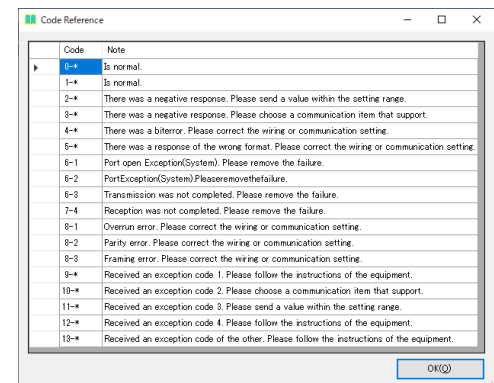 Code Reference
Code Note
0-* Is normal.
1-* Is normal.
2-* There was a negative response. Please send a value within the setting range.
3-* There was a negative response. Please choose a communication item that support.
4-* There was a biterror. Please correct the wiring or communication setting.
5-* There was a response of the wrong format. Please correct the wiring or communication setting.
6-1 Port open Exception(System). Please remove the failure.
6-2 PortException(System).Pleaseremovethefailure.
6-3 Transmission was not completed. Please remove the failure.
7-4 Reception was not completed. Please remove the failure.
8-1 Overrun error. Please correct the wiring or communication setting.
8-2 Parity error. Please correct the wiring or communication setting.
8-3 Framing error. Please correct the wiring or communication setting.
9-* Received an exception code 1. Please follow the instructions of the equipment.
10-* Received an exception code 2. Please choose a communication item that support.
11-* Received an exception code 3. Please send a value within the setting range.
12-* Received an exception code 4. Please follow the instructions of the equipment.
13-* Received an exception code of the other. Please follow the instructions of the equipment.
OK(O)